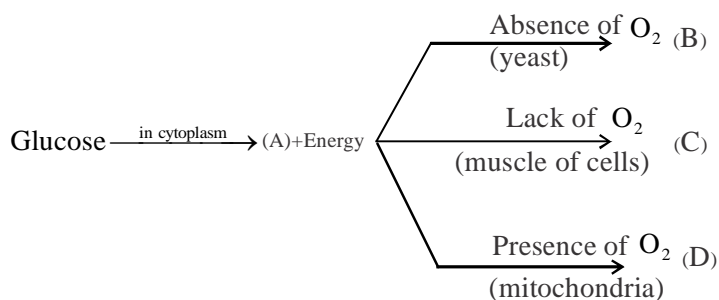 Absence of O2 (B)
(yeast)
Glucose in cytoplasm (A)+Energy
Lack of O2 (C)
(muscle of cells)
Presence of O2 (D)
(mitochondria)